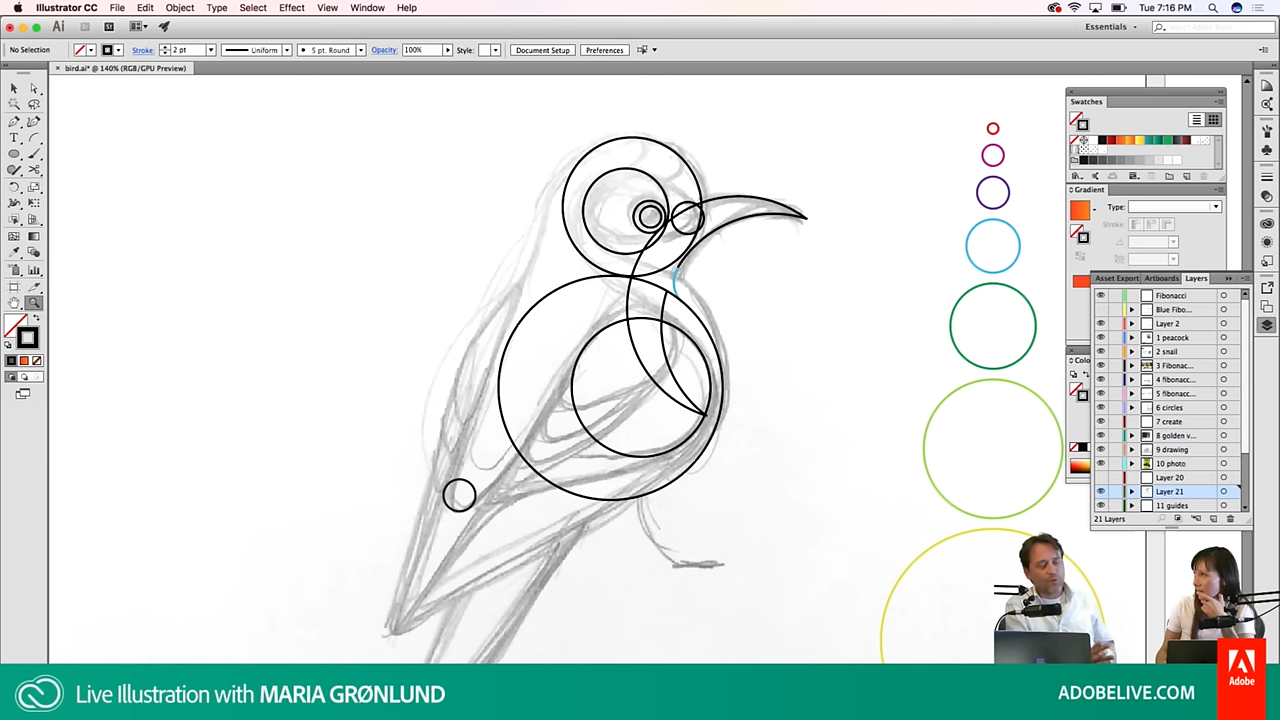 Illustrator CC File Edit Object Type Select Effect View Window Help Tue 7:16 PM
Ai Essentials
No Selection Stroke: 2 pt Uniform 5 pt. Round Opacity: 100% Style: Document Setup Preferences
× bird.ai* @ 140% (RGB/GPU Preview)
Swatches
Gradient
Type:
Stroke:
Asset Export Artboards Layers
Fibonacci
Blue Fibo...
Layer 2
1 peacock
2 snail
3 Fibonac...
4 fibonacc...
5 fibonacc...
6 circles
7 create
8 golden v...
9 drawing
10 photo
Layer 20
Layer 21
11 guides
21 Layers
Colo
Live Illustration with MARIA GRØNLUND
ADOBELIVE.COM
Adobe